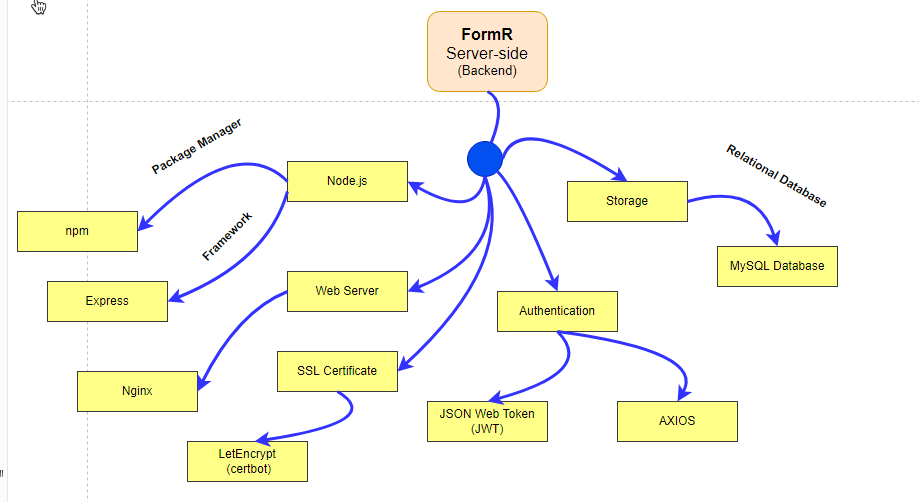 FormR
Server-side
(Backend)
Package Manager
Relational Database
Node.js
Storage
npm
Framework
MySQL Database
Web Server
Express
Authentication
SSL Certificate
Nginx
JSON Web Token
(JWT)
AXIOS
LetEncrypt
(certbot)
!!